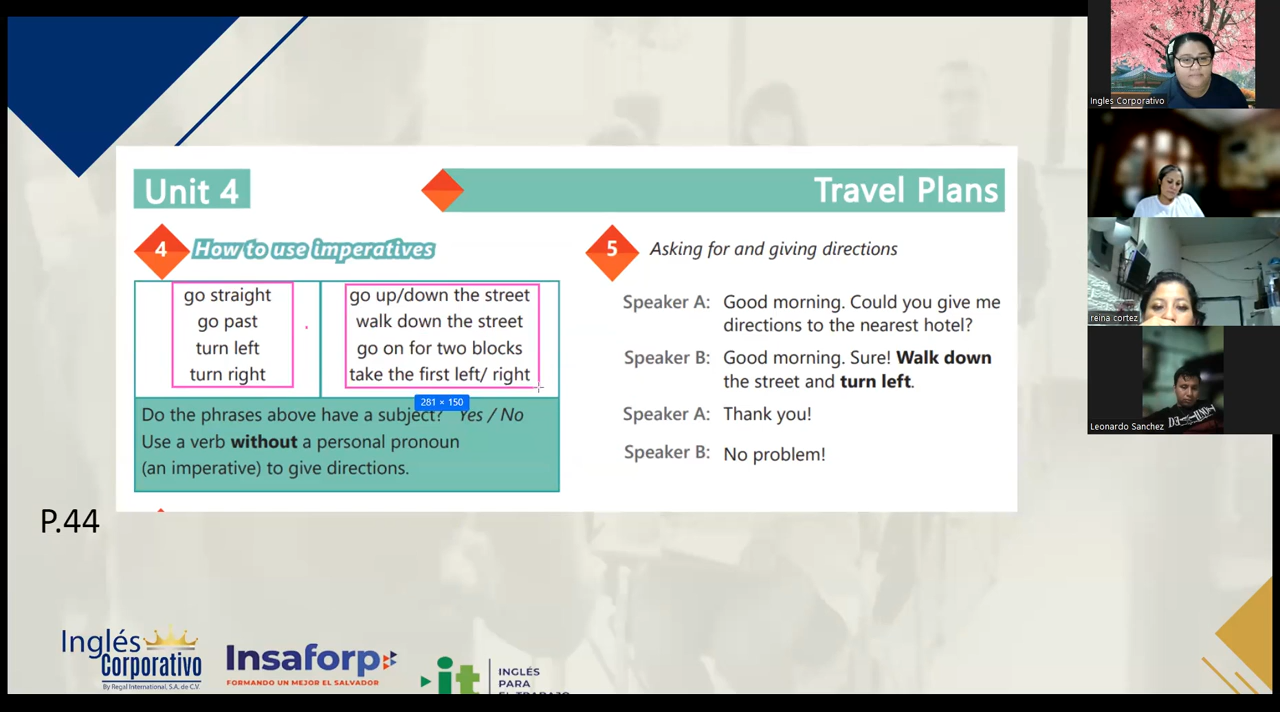 Unit 4
Travel Plans
4
How to use imperatives
go straight
go past
turn left
turn right
go up/down the street
walk down the street
go on for two blocks
take the first left/ right
281 × 150
Do the phrases above have a subject? Yes / No
Use a verb without a personal pronoun
(an imperative) to give directions.
5
Asking for and giving directions
Speaker A: Good morning. Could you give me
directions to the nearest hotel?
Speaker B: Good morning. Sure! Walk down
the street and turn left.
Speaker A: Thank you!
Speaker B: No problem!
P.44
Inglés
Corporativo
By Regal International, S.A. de C.V.
Insaforp
FORMANDO UN MEJOR EL SALVADOR
it
INGLÉS
PARA
EL TRABAJO
Ingles Corporativo
reina cortez
Leonardo Sanchez